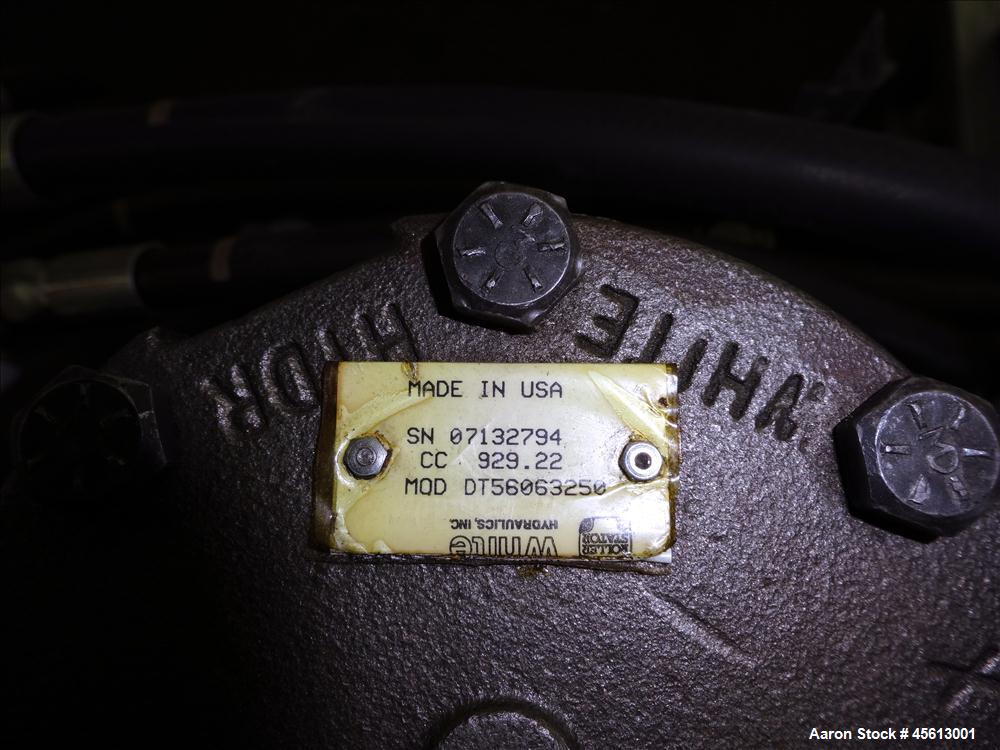 WHITE HYDR
MADE IN USA
SN 07132794
CC 929.22
MOD DT56063250
White
HYDRAULICS, INC.
ROLLER
STATOR
Aaron Stock # 45613001